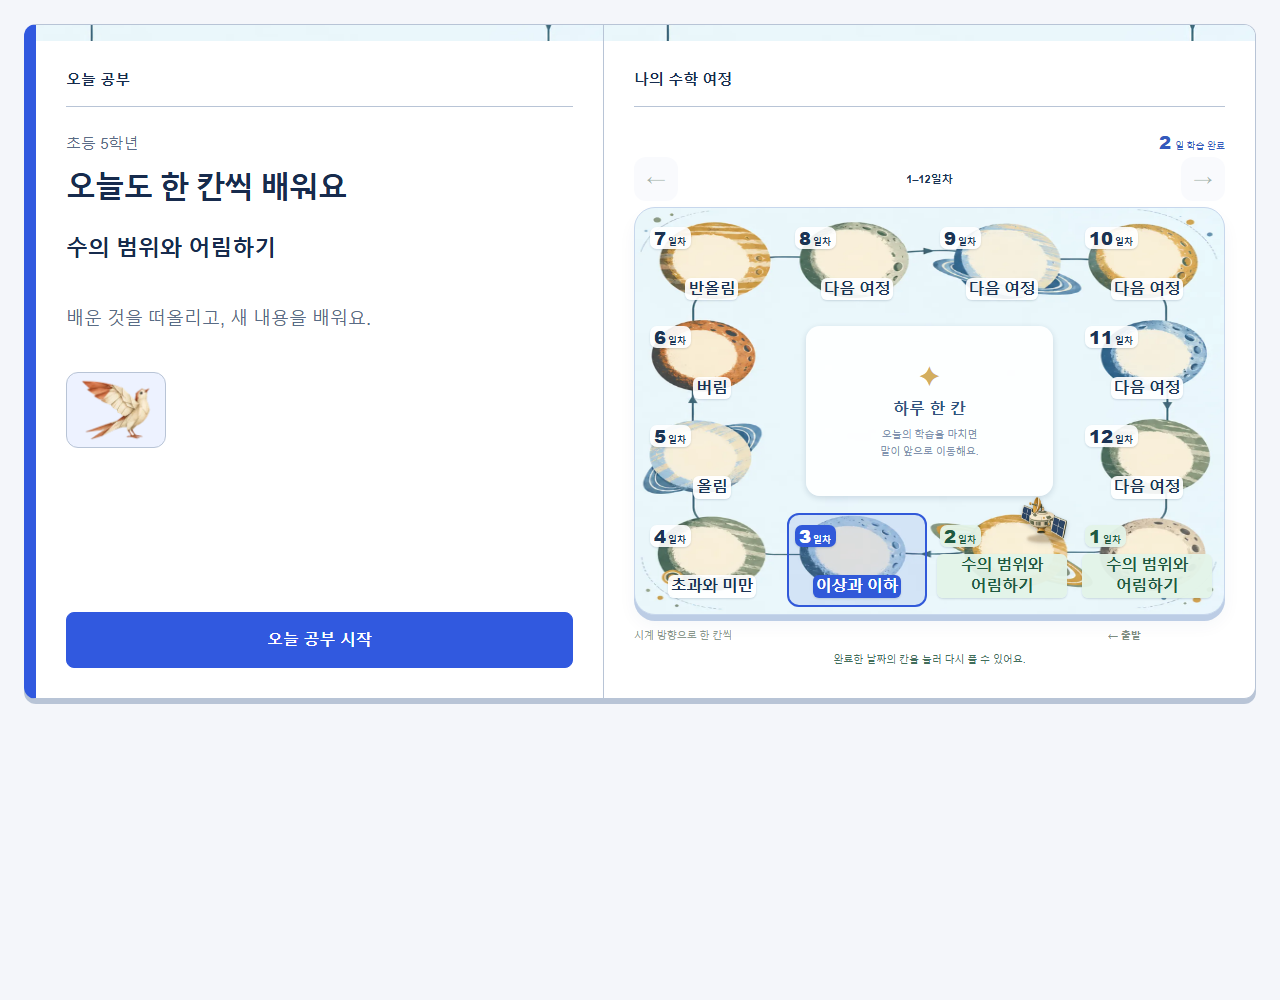 오늘 공부
초등 5학년
오늘도 한 칸씩 배워요
수의 범위와 어림하기
배운 것을 떠올리고, 새 내용을 배워요.
오늘 공부 시작
나의 수학 여정
2 일 학습 완료
← 1–12일차 →
7 일차
반올림
8 일차
다음 여정
9 일차
다음 여정
10 일차
다음 여정
6 일차
버림
11 일차
다음 여정
✦
하루 한 칸
오늘의 학습을 마치면
말이 앞으로 이동해요.
5 일차
올림
12 일차
다음 여정
4 일차
초과와 미만
3 일차
이상과 이하
2 일차
수의 범위와
어림하기
1 일차
수의 범위와
어림하기
시계 방향으로 한 칸씩
← 출발
완료한 날짜의 칸을 눌러 다시 풀 수 있어요.